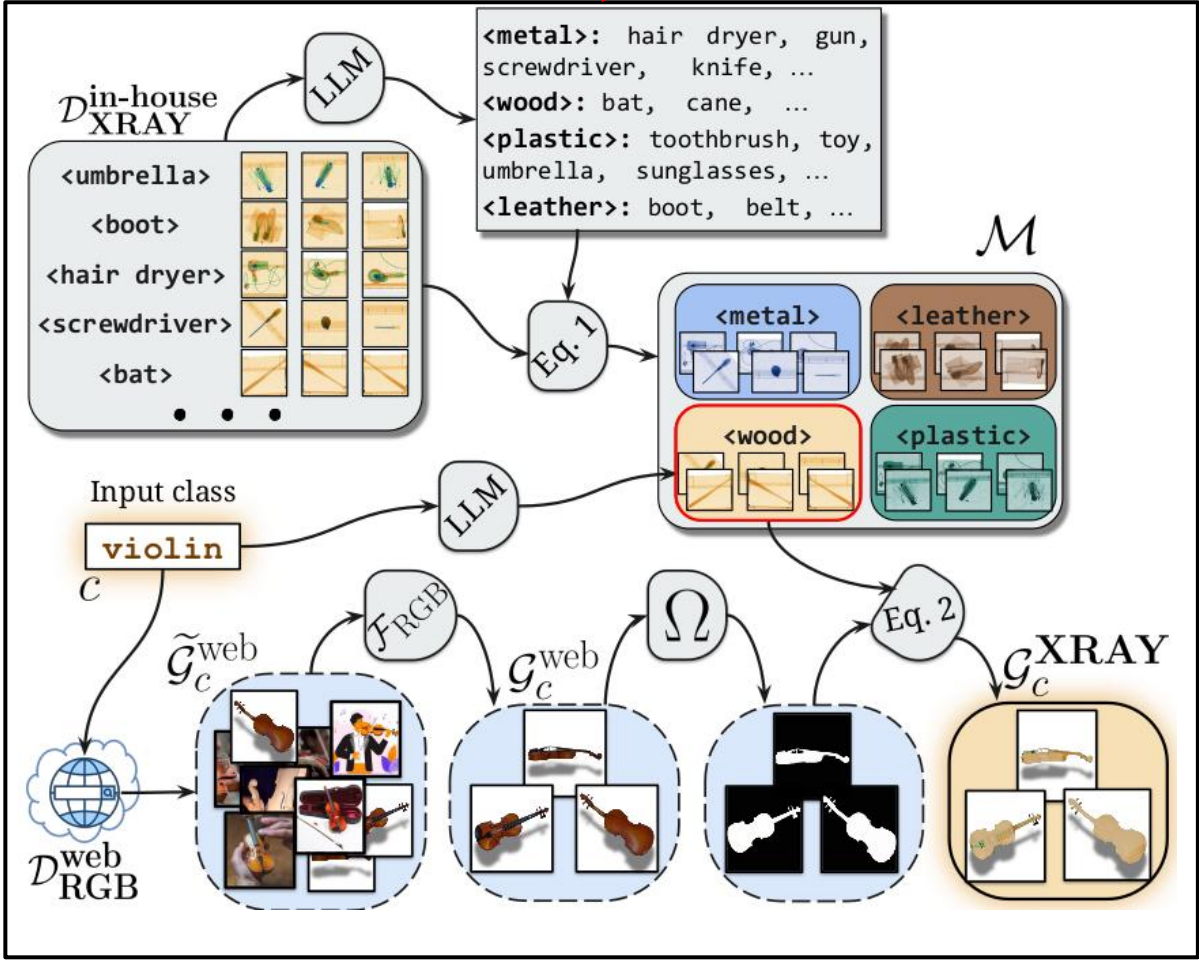 <metal>: hair dryer, gun,
screwdriver, knife, ...
<wood>: bat, cane, ...
<plastic>: toothbrush, toy,
umbrella, sunglasses, ...
<leather>: boot, belt, ...
LLM
𝒟 in-house XRAY
<umbrella>
<boot>
<hair dryer>
<screwdriver>
<bat>
• • •
Eq. 1
ℳ
<metal>
<leather>
<wood>
<plastic>
Input class
violin
c
LLM
ℱRGB
Ω
Eq. 2
𝒢̃ web c
𝒢 web c
𝒢 XRAY c
𝒟 web RGB